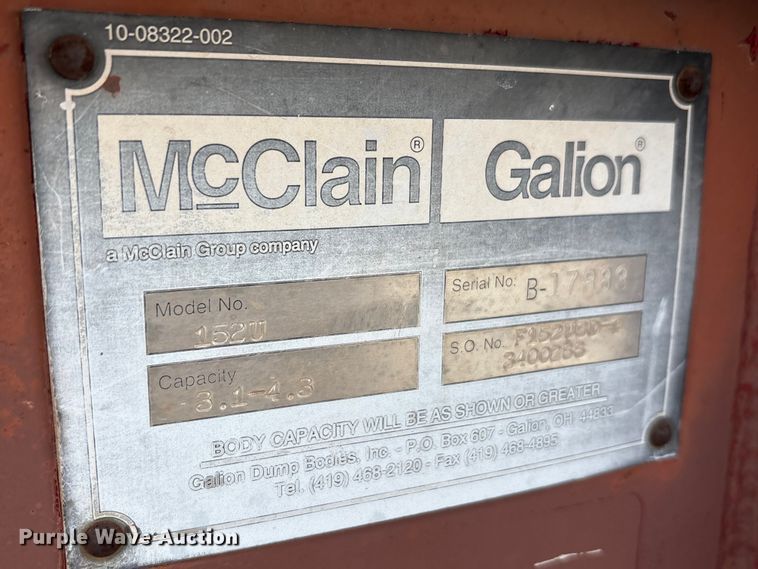 10-08322-002
McClain®
Galion®
a McClain Group company
Model No.
152U
Serial No:
Capacity
3.1-4.3
S.O. No.
BODY CAPACITY WILL BE AS SHOWN OR GREATER
Galion Dump Bodies, Inc. - P.O. Box 607 - Galion, OH 44833
Tel. (419) 468-2120 - Fax (419) 468-4895
Purple Wave Auction